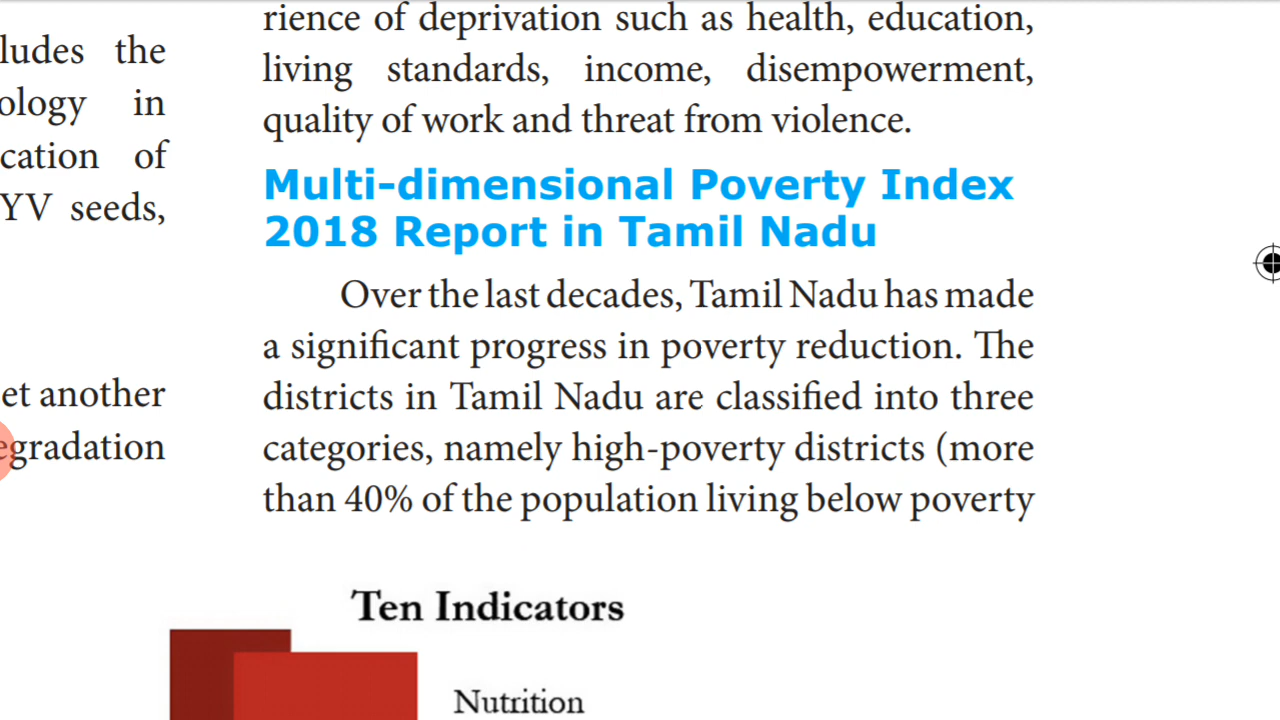 ludes the
ology in
cation of
YV seeds,
et another
egradation
rience of deprivation such as health, education,
living standards, income, disempowerment,
quality of work and threat from violence.
Multi-dimensional Poverty Index
2018 Report in Tamil Nadu
Over the last decades, Tamil Nadu has made
a significant progress in poverty reduction. The
districts in Tamil Nadu are classified into three
categories, namely high-poverty districts (more
than 40% of the population living below poverty
Ten Indicators
Nutrition